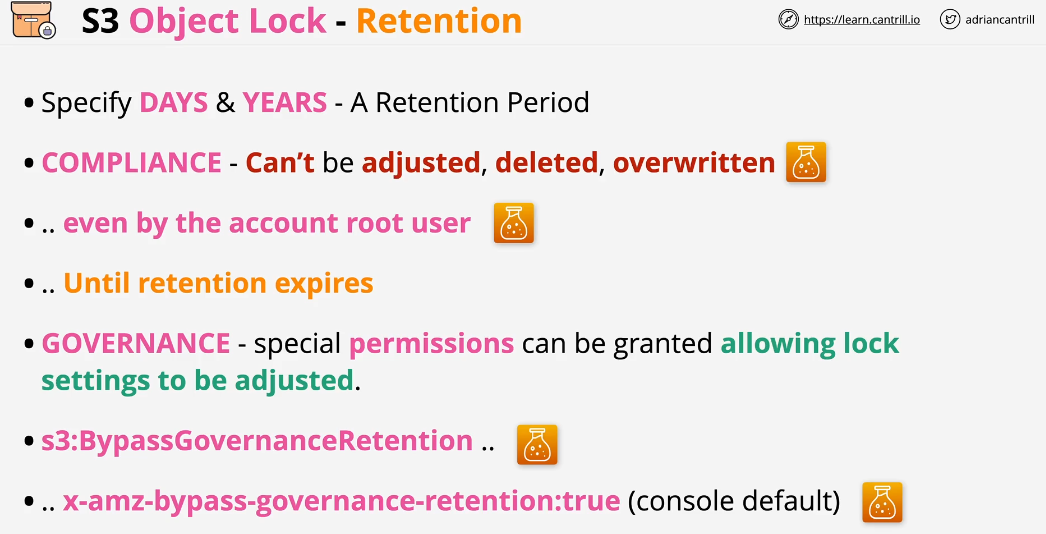 S3 Object Lock - Retention
https://learn.cantrill.io
adriancantrill
• Specify DAYS & YEARS - A Retention Period
• COMPLIANCE - Can't be adjusted, deleted, overwritten
• .. even by the account root user
• .. Until retention expires
• GOVERNANCE - special permissions can be granted allowing lock
settings to be adjusted.
• s3:BypassGovernanceRetention ..
• .. x-amz-bypass-governance-retention:true (console default)